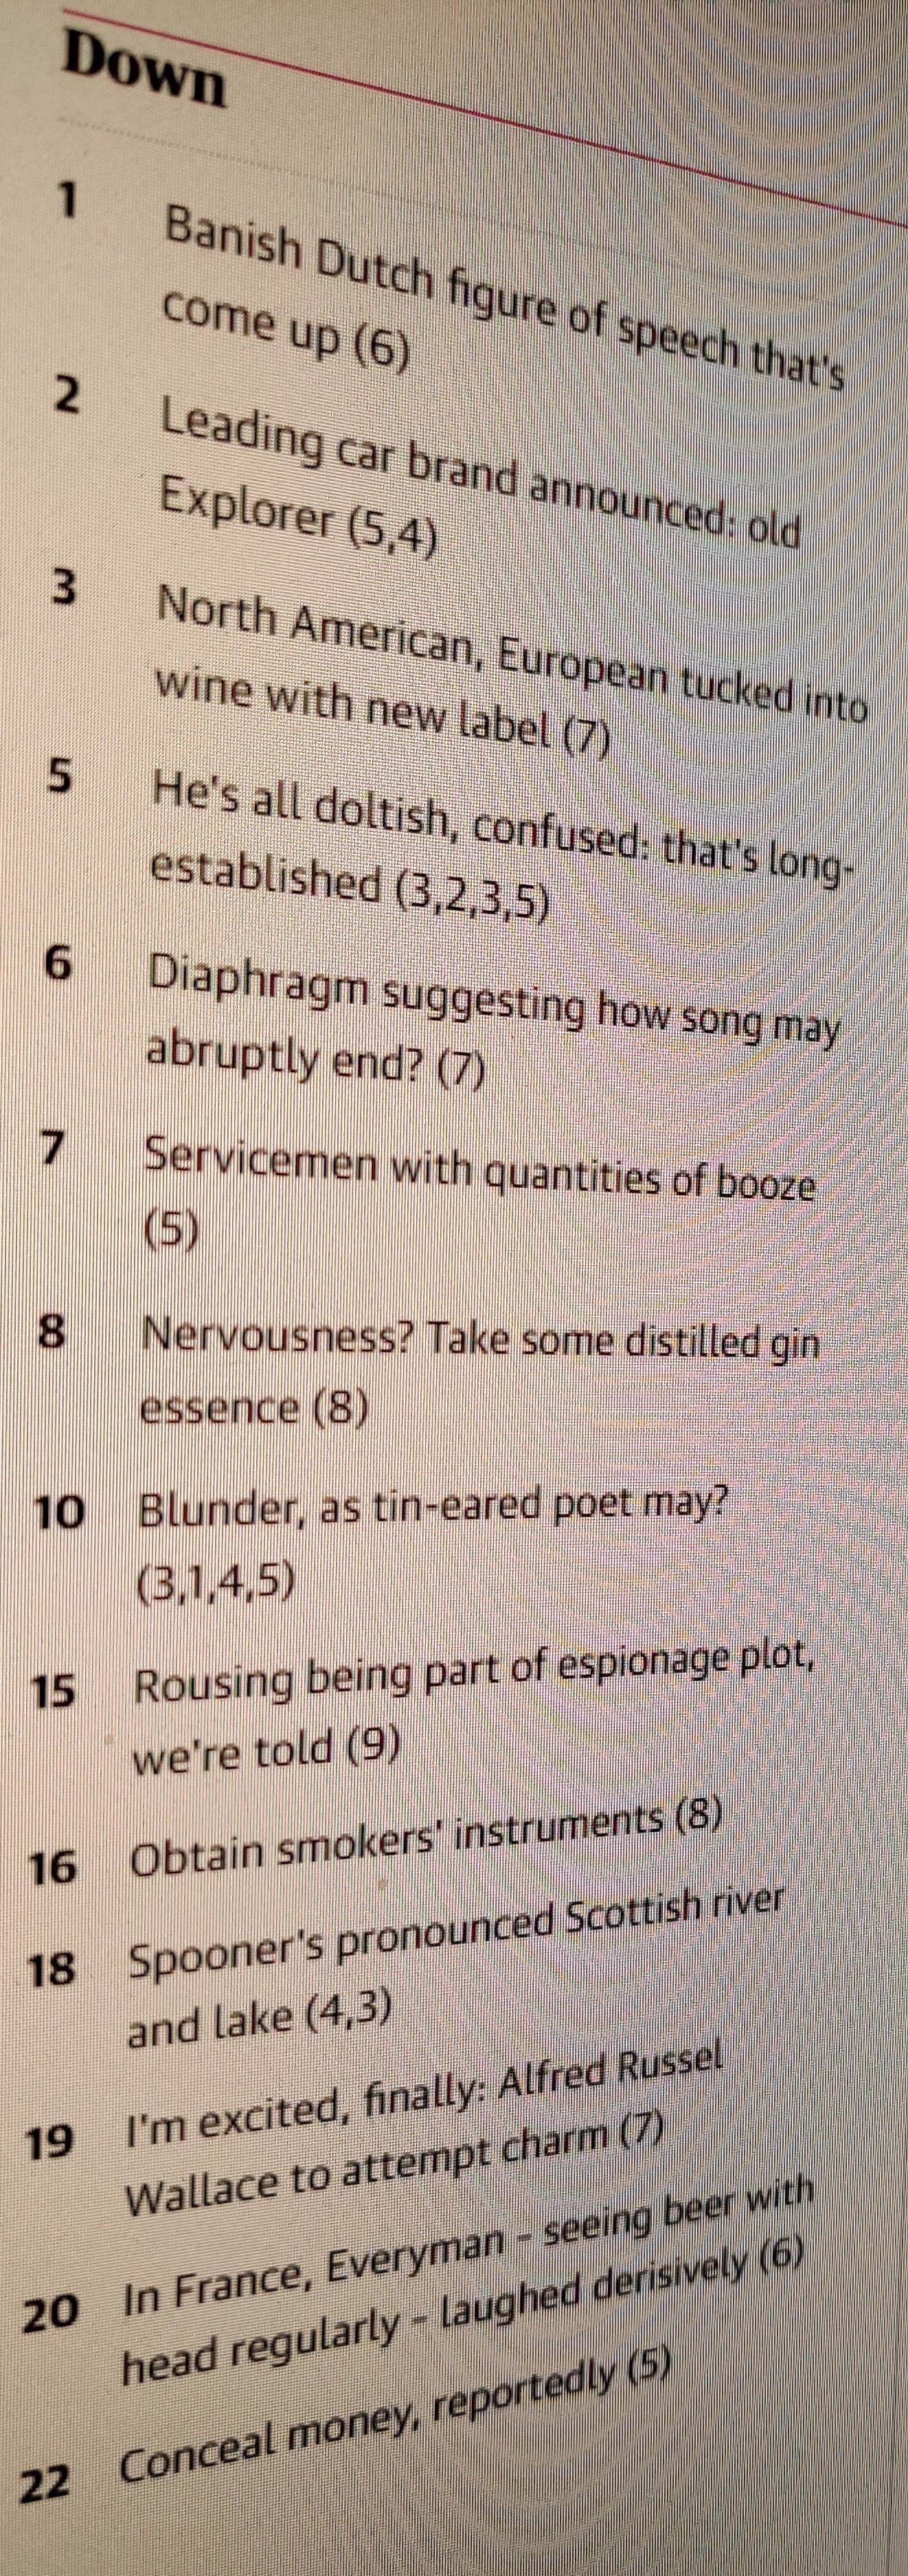 Down
1 Banish Dutch figure of speech that's
come up (6)
2 Leading car brand announced: old
Explorer (5,4)
3 North American, European tucked into
wine with new label (7)
5 He's all doltish, confused: that's long-
established (3,2,3,5)
6 Diaphragm suggesting how song may
abruptly end? (7)
7 Servicemen with quantities of booze
(5)
8 Nervousness? Take some distilled gin
essence (8)
10 Blunder, as tin-eared poet may?
(3,1,4,5)
15 Rousing being part of espionage plot,
we're told (9)
16 Obtain smokers' instruments (8)
18 Spooner's pronounced Scottish river
and lake (4,3)
19 I'm excited, finally: Alfred Russel
Wallace to attempt charm (7)
20 In France, Everyman - seeing beer with
head regularly - laughed derisively (6)
22 Conceal money, reportedly (5)